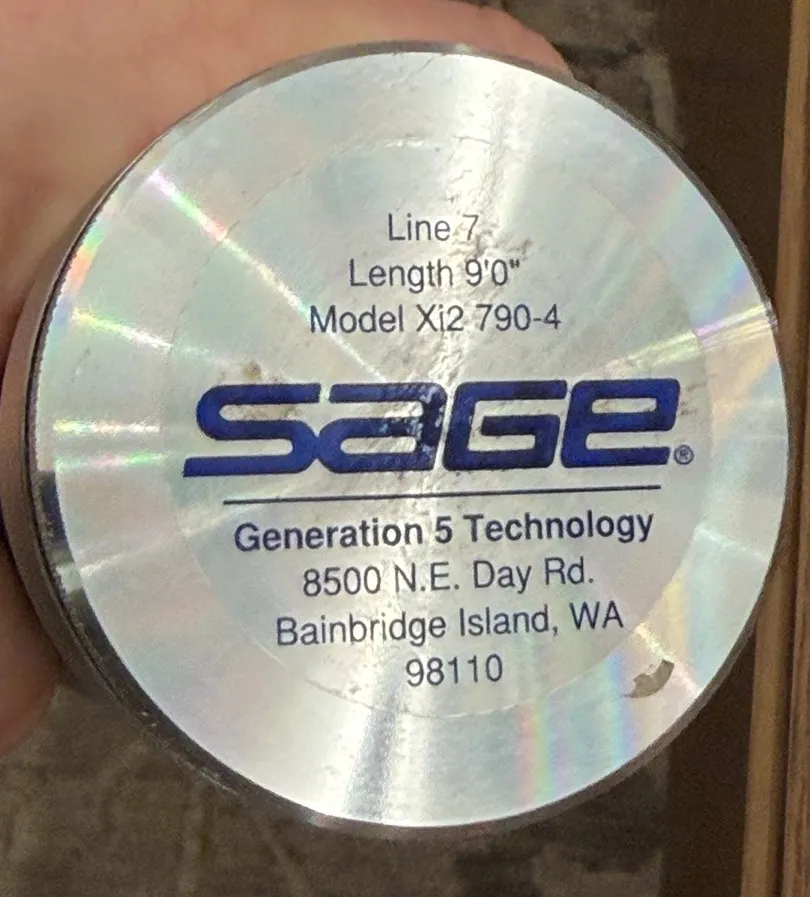 Line 7
Length 9'0"
Model Xi2 790-4
SAGE®
Generation 5 Technology
8500 N.E. Day Rd.
Bainbridge Island, WA
98110